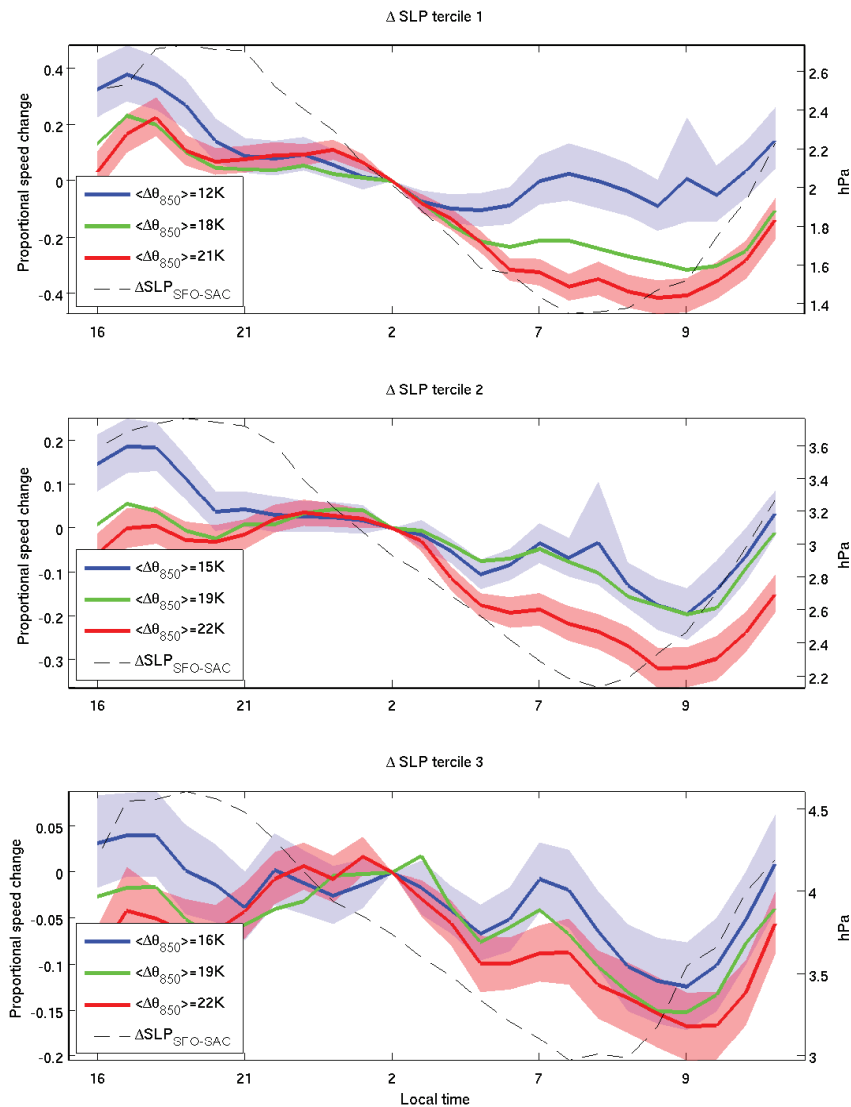 Δ SLP tercile 1
Proportional speed change
0.4
0.2
0
-0.2
-0.4
<Δθ850>=12K
<Δθ850>=18K
<Δθ850>=21K
ΔSLPSFO-SAC
2.6
2.4
2.2
2
1.8
1.6
1.4
hPa
16 21 2 7 9
Δ SLP tercile 2
Proportional speed change
0.2
0.1
0
-0.1
-0.2
-0.3
<Δθ850>=15K
<Δθ850>=19K
<Δθ850>=22K
ΔSLPSFO-SAC
3.6
3.4
3.2
3
2.8
2.6
2.4
2.2
hPa
16 21 2 7 9
Δ SLP tercile 3
Proportional speed change
0.05
0
-0.05
-0.1
-0.15
-0.2
<Δθ850>=16K
<Δθ850>=19K
<Δθ850>=22K
ΔSLPSFO-SAC
4.5
4
3.5
3
hPa
16 21 2 7 9
Local time